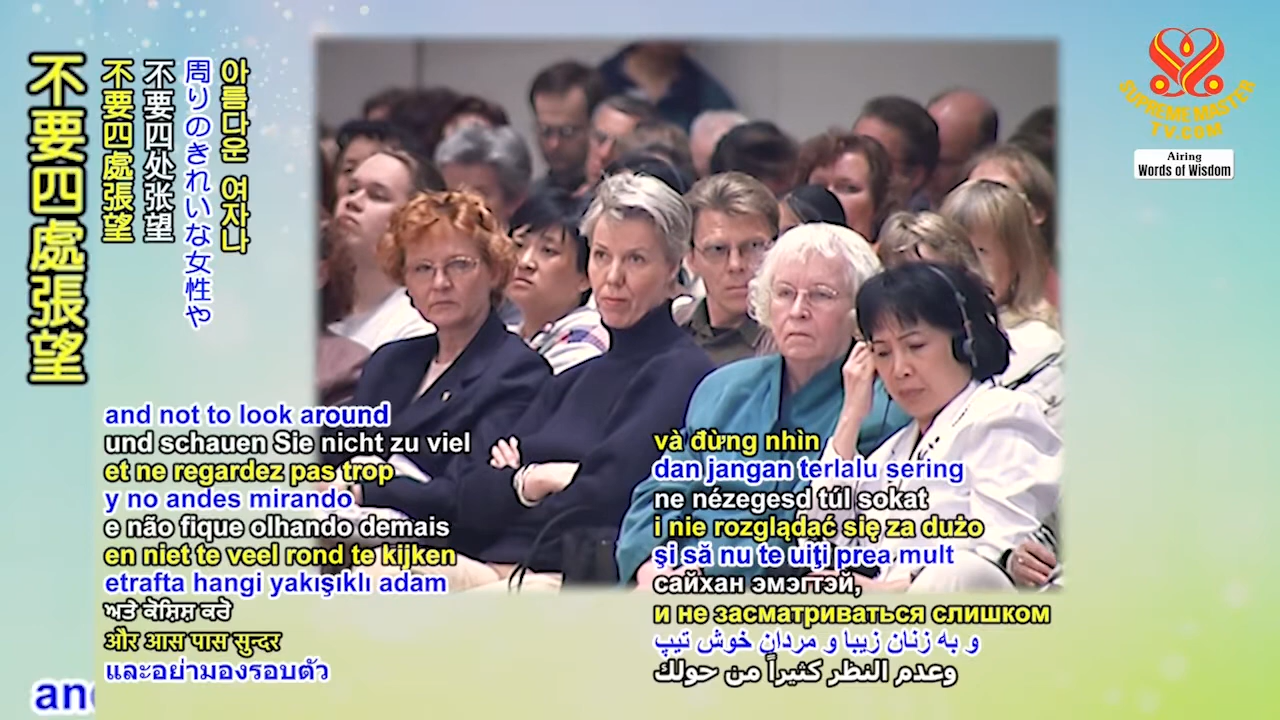 不要四處張望
不要四處張望
不要四处张望
周りのきれいな女性や
아름다운 여자나
SUPREME MASTER
TV.COM
Airing
Words of Wisdom
and not to look around
und schauen Sie nicht zu viel
et ne regardez pas trop
y no andes mirando
e não fique olhando demais
en niet te veel rond te kijken
etrafta hangi yakışıklı adam
ਅਤੇ ਕੋਸ਼ਿਸ਼ ਕਰੋ
और आस पास सुन्दर
และอย่ามองรอบตัว
và đừng nhìn
dan jangan terlalu sering
ne nézegesd túl sokat
i nie rozglądać się za dużo
şi să nu te uiţi prea mult
сайхан эмэгтэй,
и не засматриваться слишком
و به زنان زیبا و مردان خوش تیپ
وعدم النظر كثيراً من حولك
and